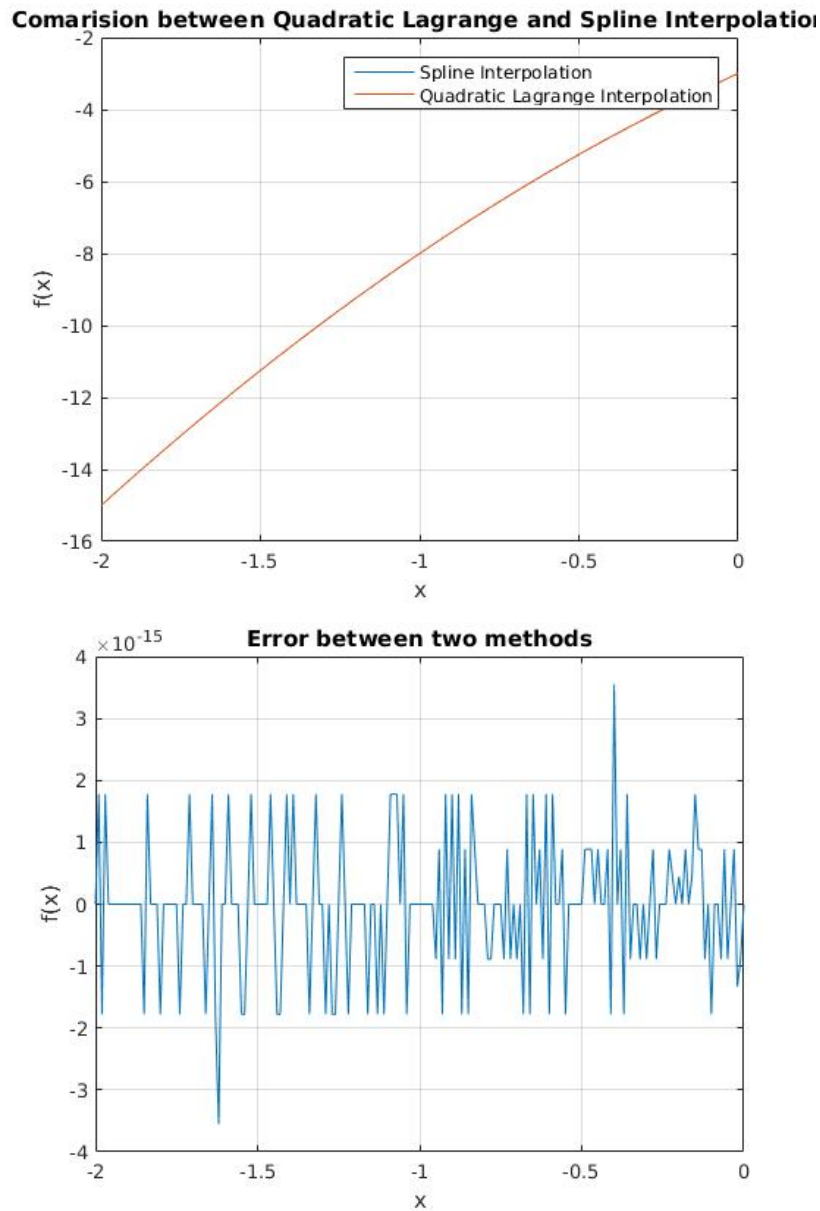 Comarision between Quadratic Lagrange and Spline Interpolation
-2
Spline Interpolation
Quadratic Lagrange Interpolation
-4
-6
-8
f(x)
-10
-12
-14
-16
-2 -1.5 -1 -0.5 0
x
×10-15 Error between two methods
4
3
2
1
f(x) 0
-1
-2
-3
-4
-2 -1.5 -1 -0.5 0
x